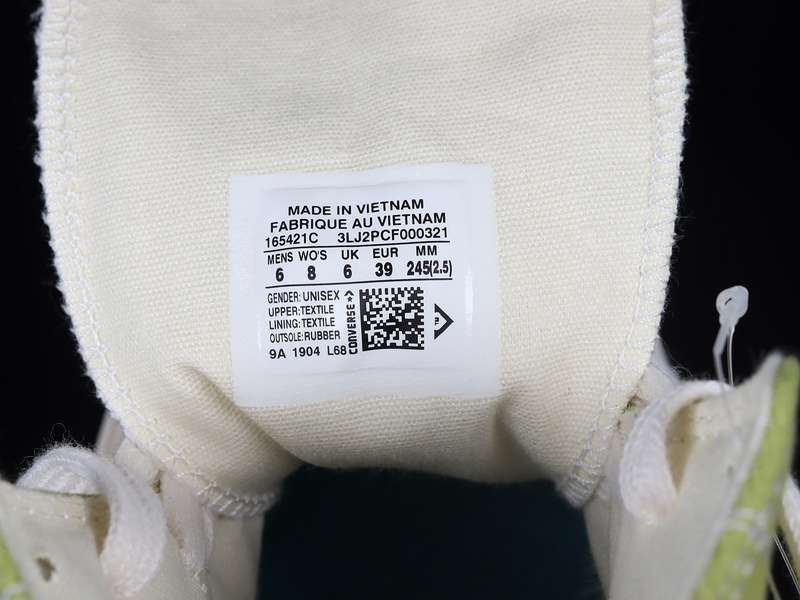 MADE IN VIETNAM
FABRIQUE AU VIETNAM
165421C 3LJ2PCF000321
MENS WO'S UK EUR MM
6 8 6 39 245(2.5)
GENDER: UNISEX
UPPER: TEXTILE
LINING: TEXTILE
OUTSOLE: RUBBER
9A 1904 L68
CONVERSE